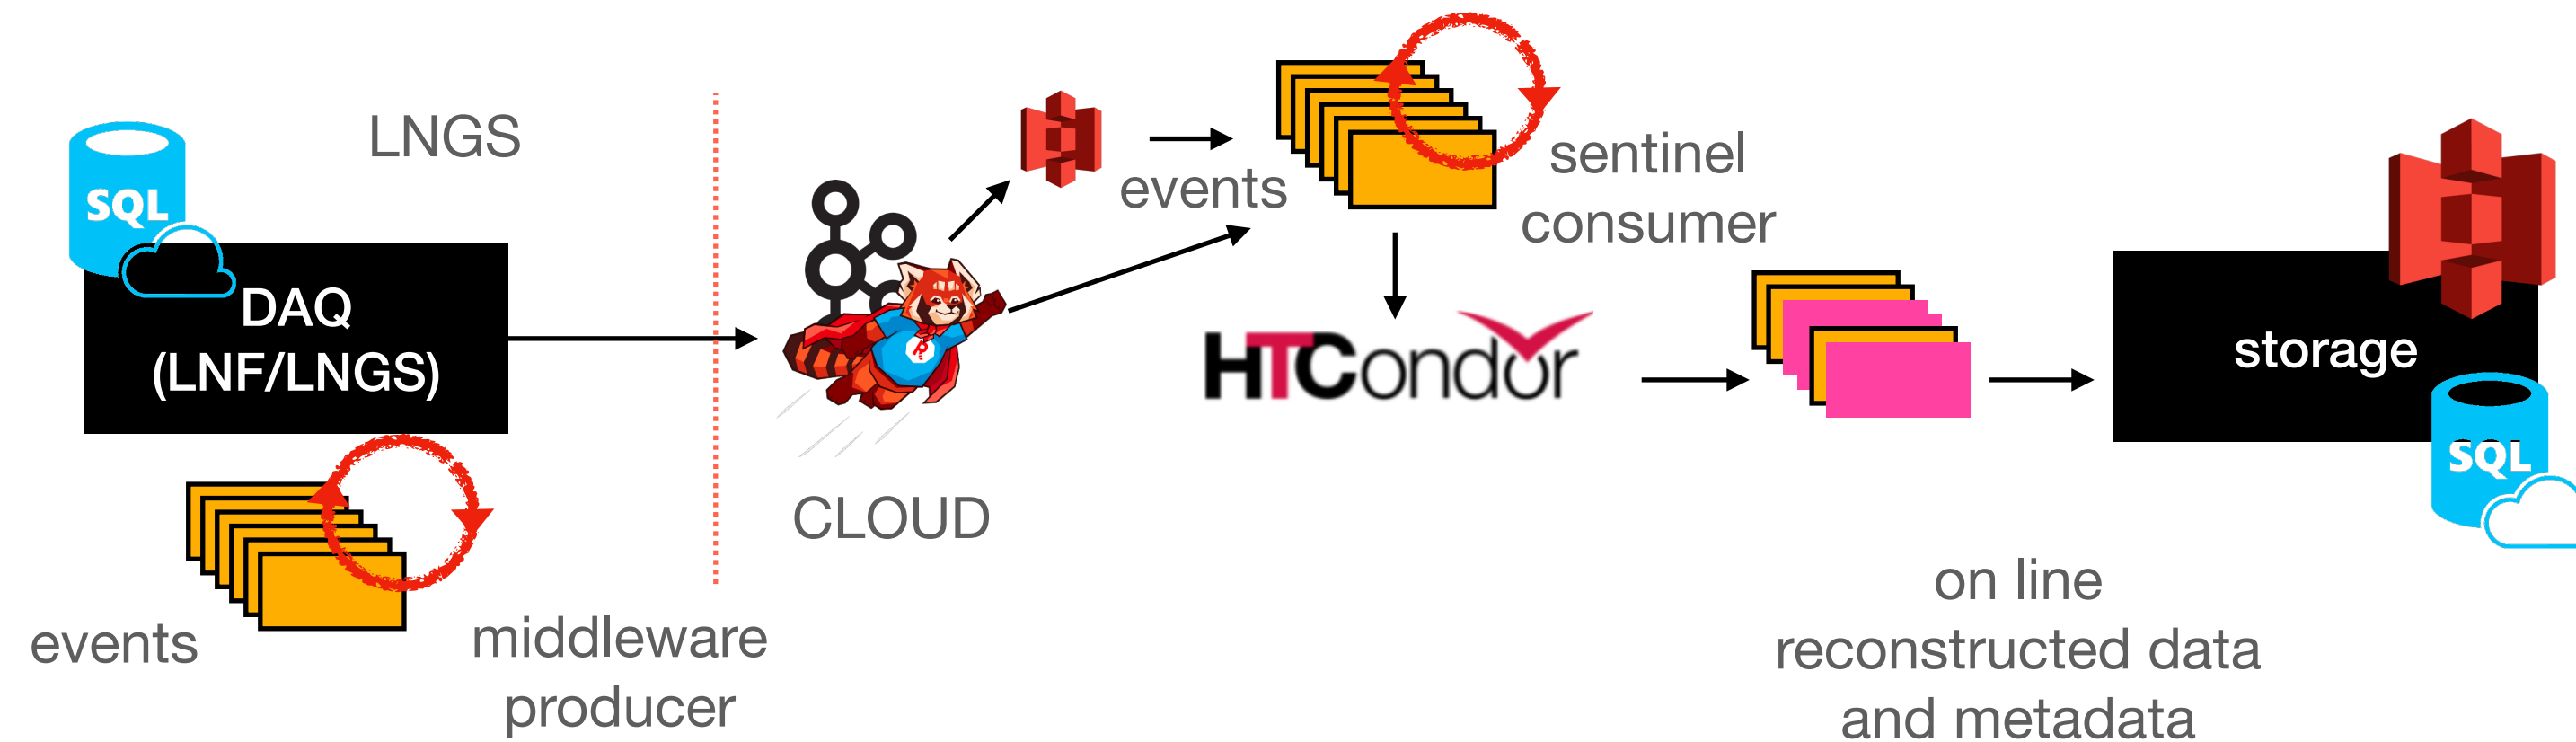 LNGS
SQL
DAQ
(LNF/LNGS)
events
middleware
producer
CLOUD
events
sentinel
consumer
HTCondor
on line
reconstructed data
and metadata
storage
SQL